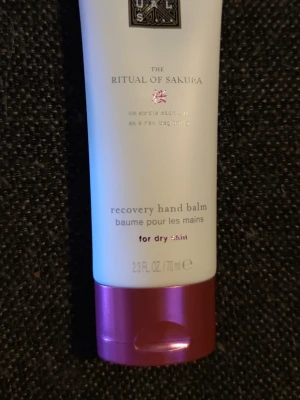 UAL
S
THE
RITUAL OF SAKURA
recovery hand balm
baume pour les mains
for dry skin
2.3 FL. OZ. / 70 ml ℮